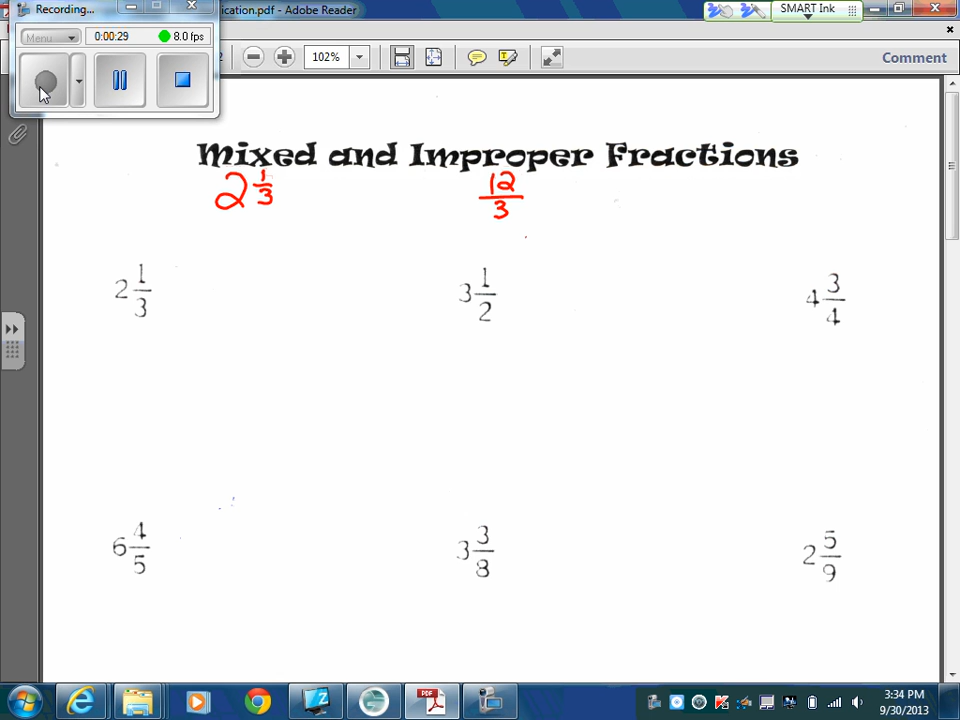 Recording...
ication.pdf - Adobe Reader
SMART Ink
Menu
0:00:29
8.0 fps
2
102%
Comment
Mixed and Improper Fractions
2 1/3
12/3
2 1/3
3 1/2
4 3/4
6 4/5
3 3/8
2 5/9
PDF
3:34 PM
9/30/2013